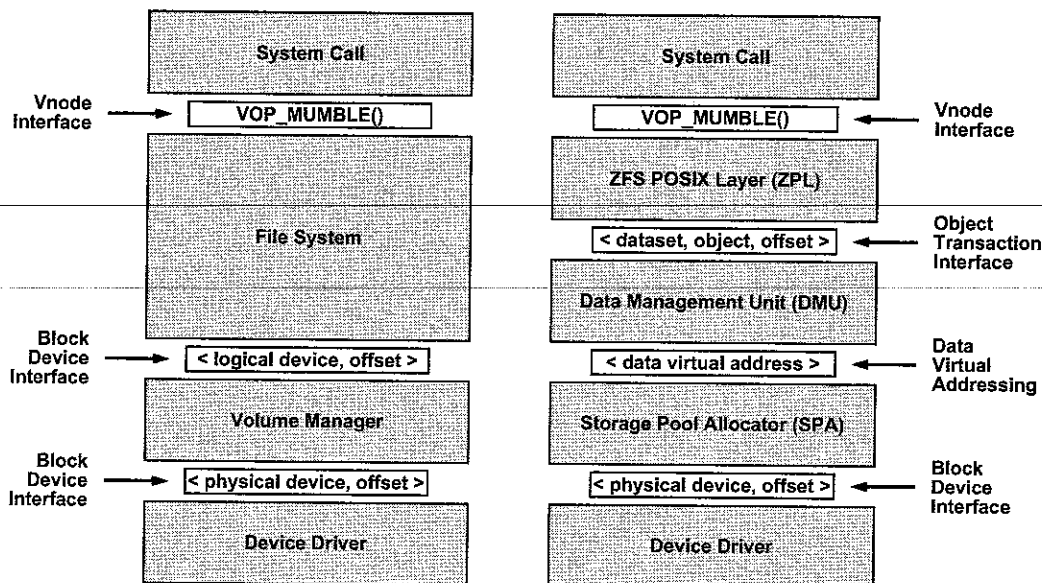 System Call
Vnode
Interface
VOP_MUMBLE()
File System
Block
Device
Interface
< logical device, offset >
Volume Manager
Block
Device
Interface
< physical device, offset >
Device Driver
System Call
VOP_MUMBLE()
Vnode
Interface
ZFS POSIX Layer (ZPL)
< dataset, object, offset >
Object
Transaction
Interface
Data Management Unit (DMU)
< data virtual address >
Data
Virtual
Addressing
Storage Pool Allocator (SPA)
< physical device, offset >
Block
Device
Interface
Device Driver